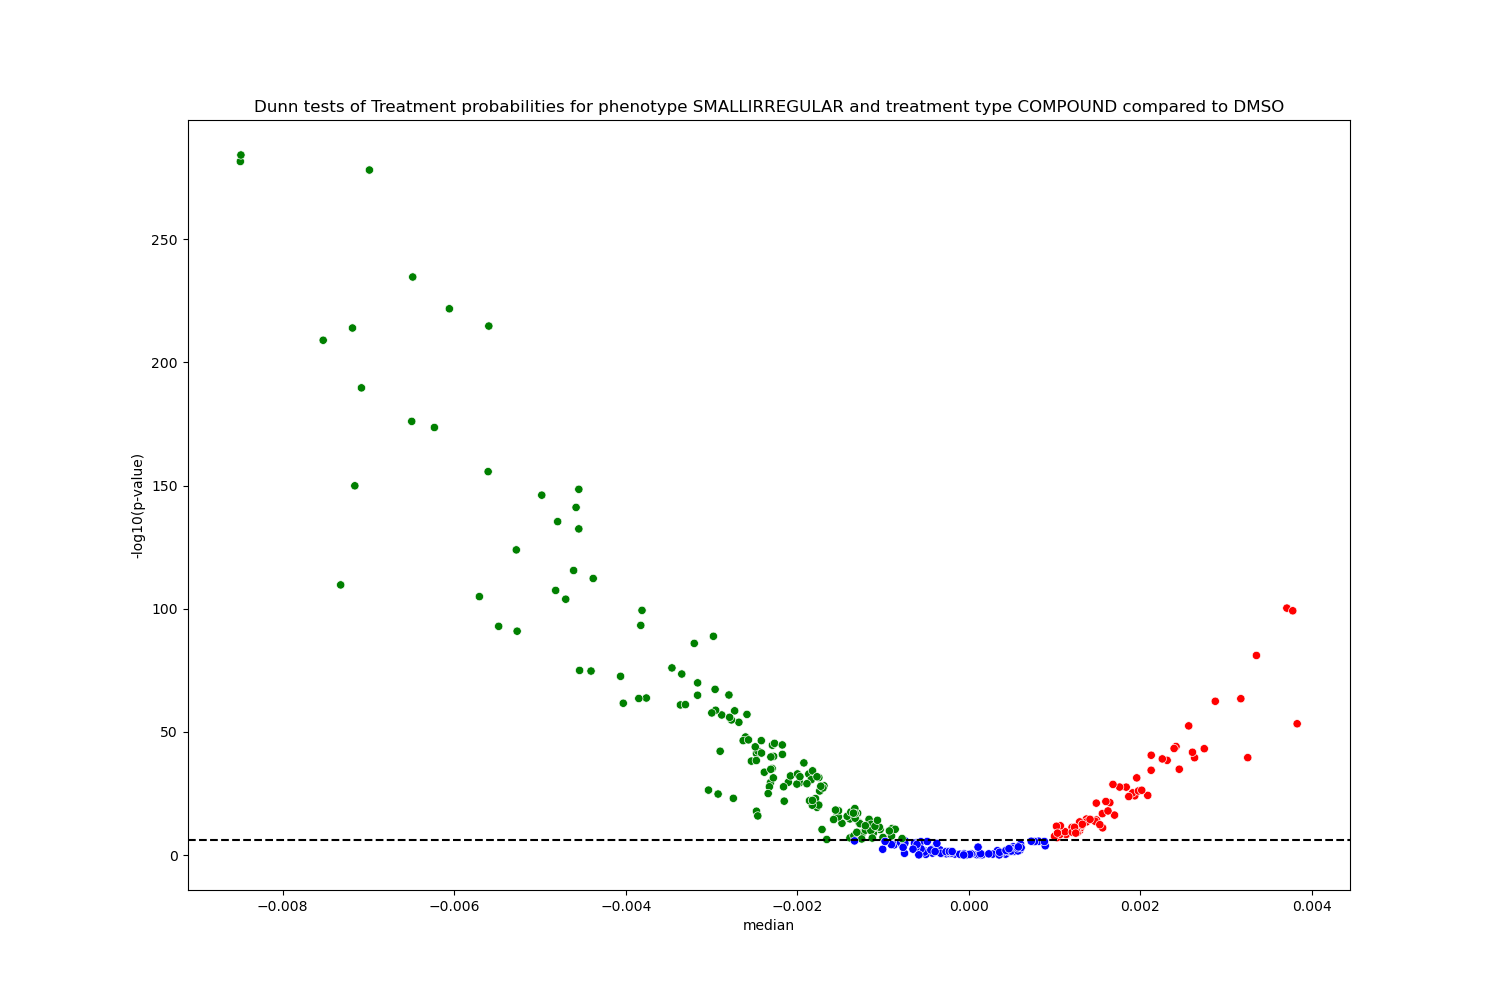 Dunn tests of Treatment probabilities for phenotype SMALLIRREGULAR and treatment type COMPOUND compared to DMSO
250
200
150
100
50
0
-log10(p-value)
−0.008 −0.006 −0.004 −0.002 0.000 0.002 0.004
median